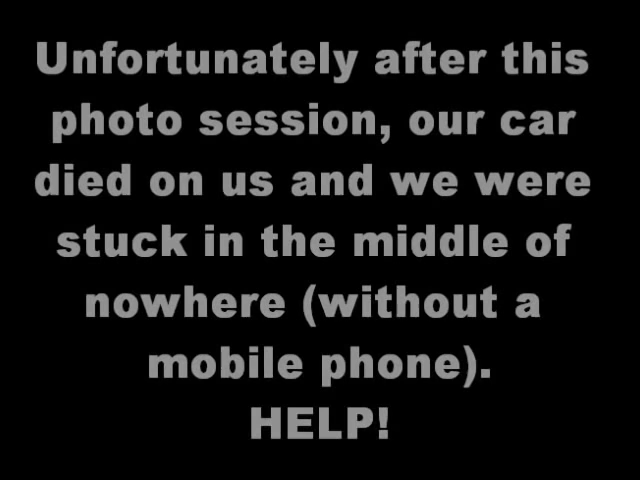 Unfortunately after this
photo session, our car
died on us and we were
stuck in the middle of
nowhere (without a
mobile phone).
HELP!